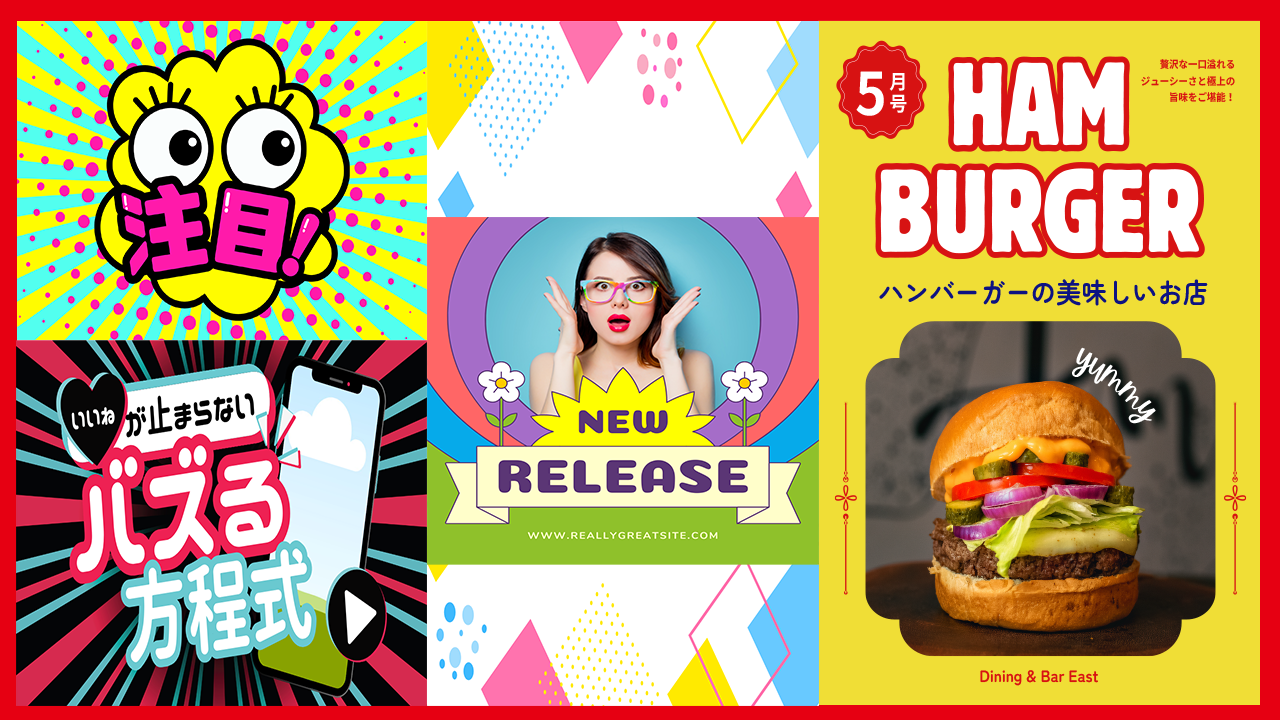 注目!
いいね
が止まらない
バズる
方程式
NEW
RELEASE
WWW.REALLYGREATSITE.COM
5月号
HAM
BURGER
贅沢な一口溢れる
ジューシーさと極上の
旨味をご堪能！
ハンバーガーの美味しいお店
yummy
Dining & Bar East